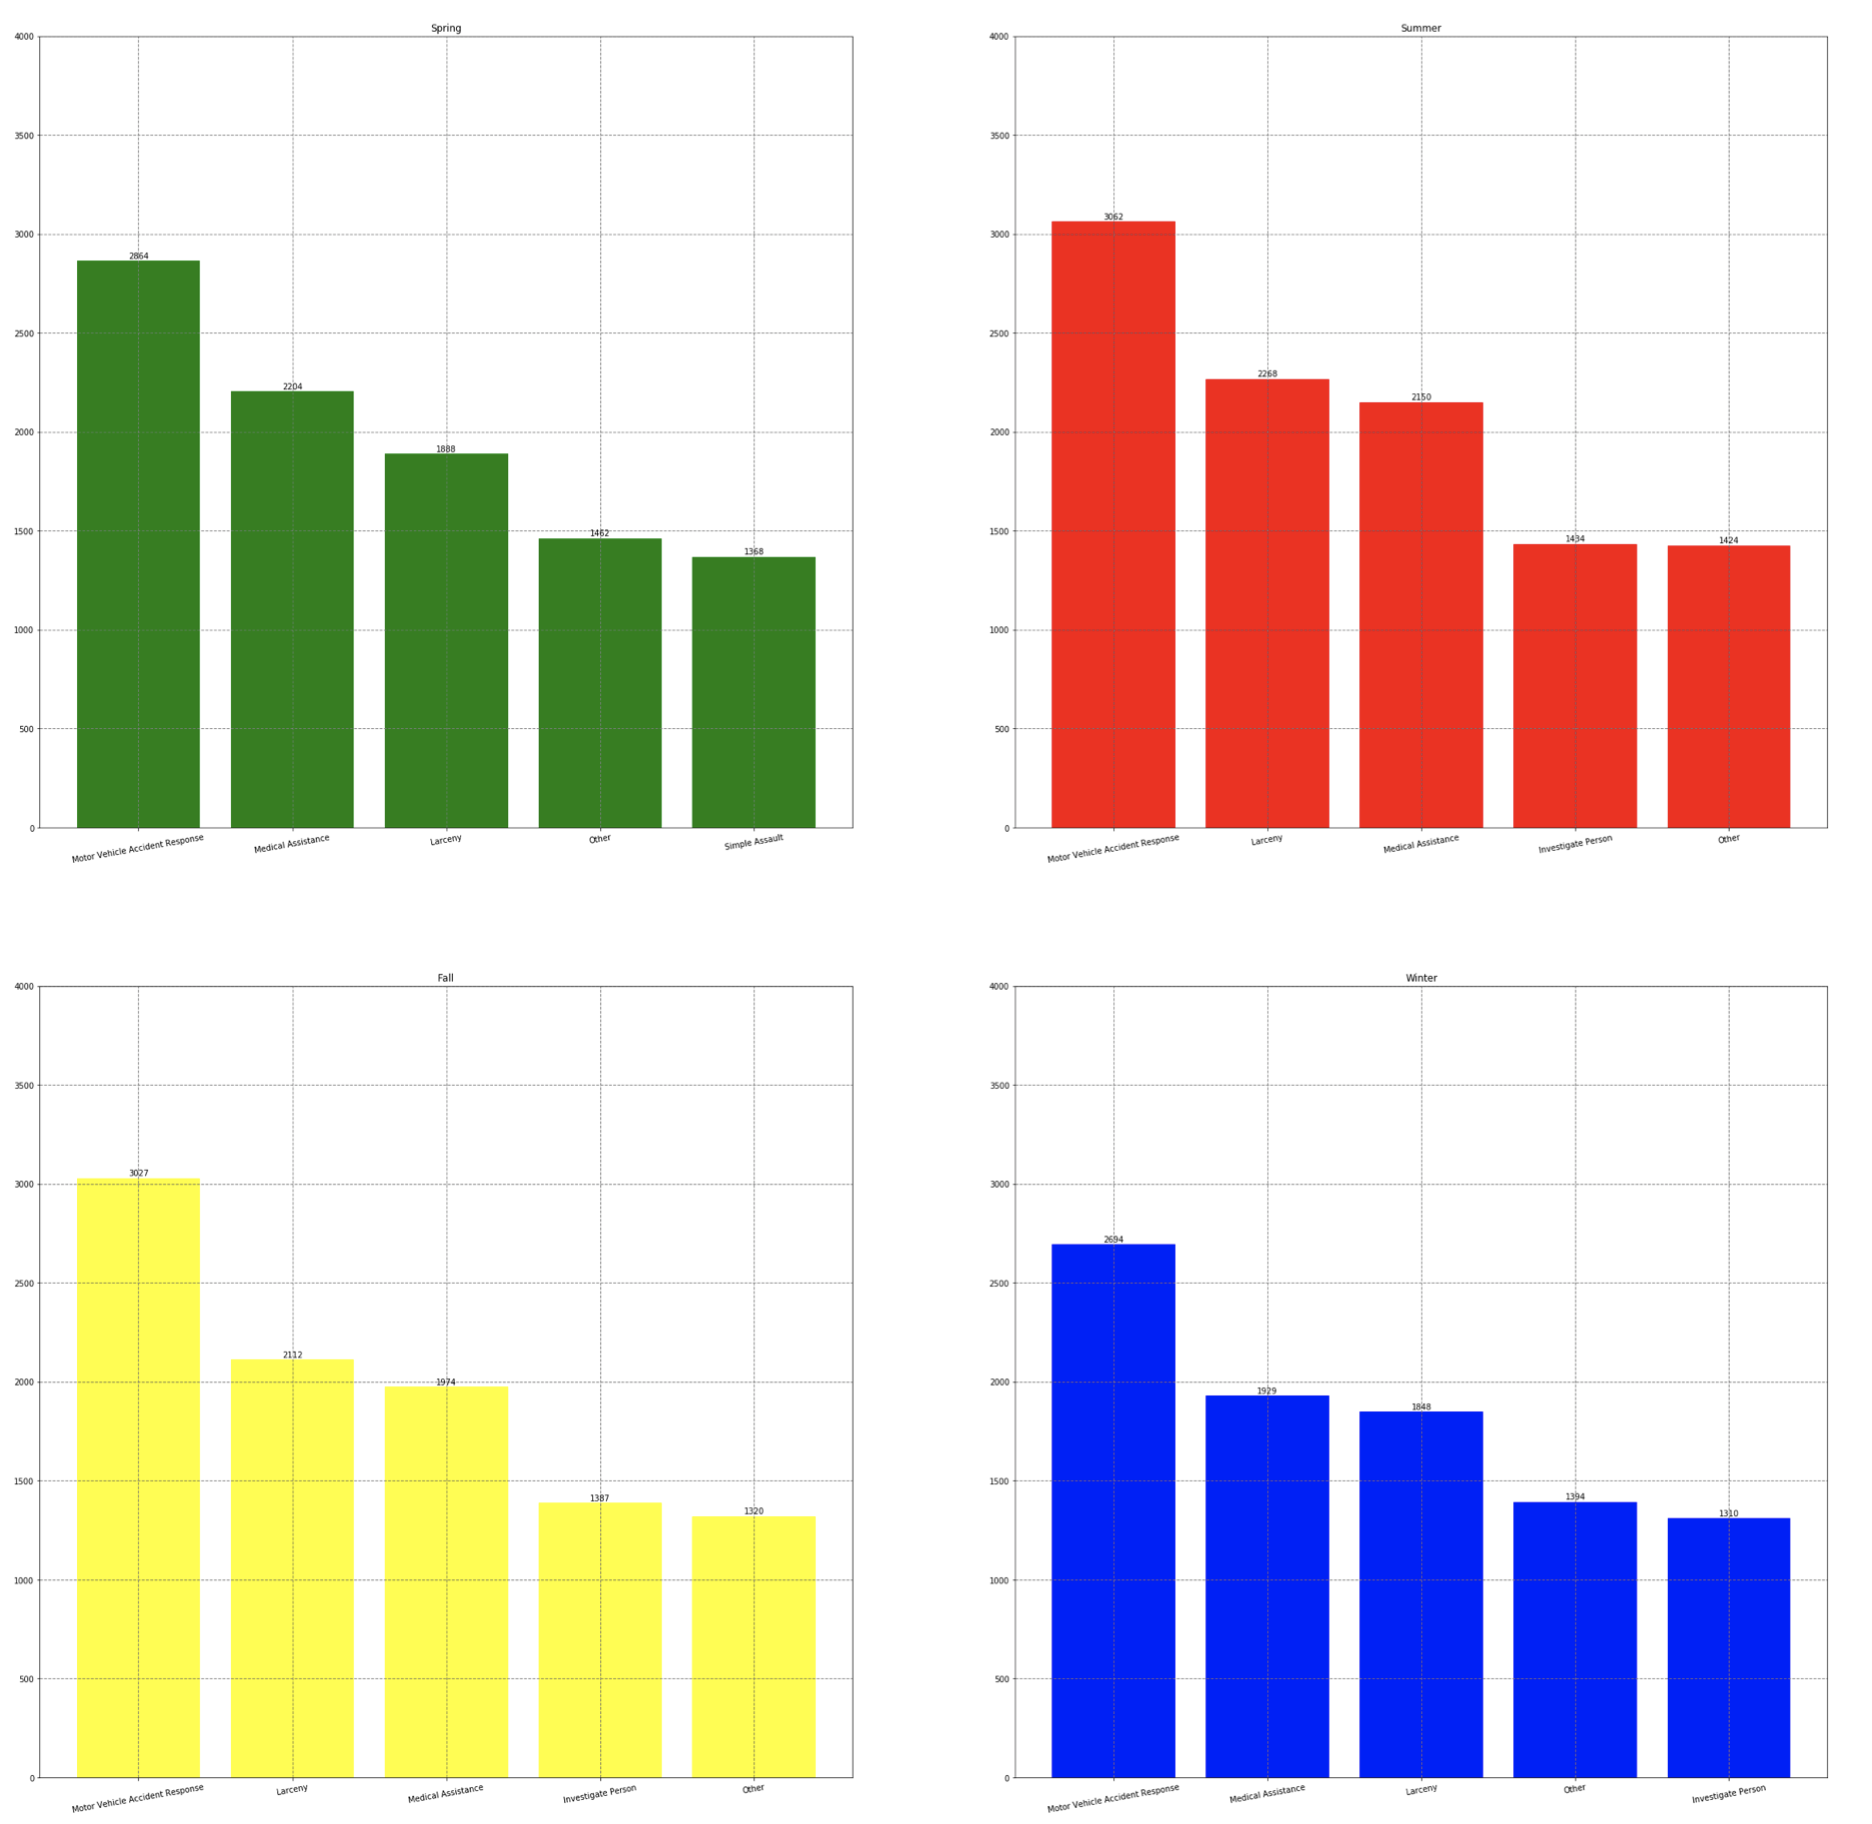 Spring
4000
3500
3000
2500
2000
1500
1000
500
0
2864
2204
1888
1462
1368
Motor Vehicle Accident Response
Medical Assistance
Larceny
Other
Simple Assault
Summer
4000
3500
3000
2500
2000
1500
1000
500
0
3062
2268
2150
1434
1424
Motor Vehicle Accident Response
Larceny
Medical Assistance
Investigate Person
Other
Fall
4000
3500
3000
2500
2000
1500
1000
500
0
3027
2112
1974
1387
1320
Motor Vehicle Accident Response
Larceny
Medical Assistance
Investigate Person
Other
Winter
4000
3500
3000
2500
2000
1500
1000
500
0
2694
1929
1848
1394
1310
Motor Vehicle Accident Response
Medical Assistance
Larceny
Other
Investigate Person